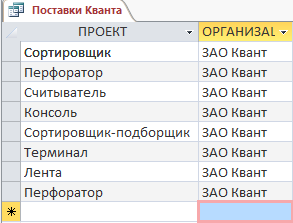 Поставки Кванта
ПРОЕКТ ОРГАНИЗАЦ
Сортировщик ЗАО Квант
Перфоратор ЗАО Квант
Считыватель ЗАО Квант
Консоль ЗАО Квант
Сортировщик-подборщик ЗАО Квант
Терминал ЗАО Квант
Лента ЗАО Квант
Перфоратор ЗАО Квант